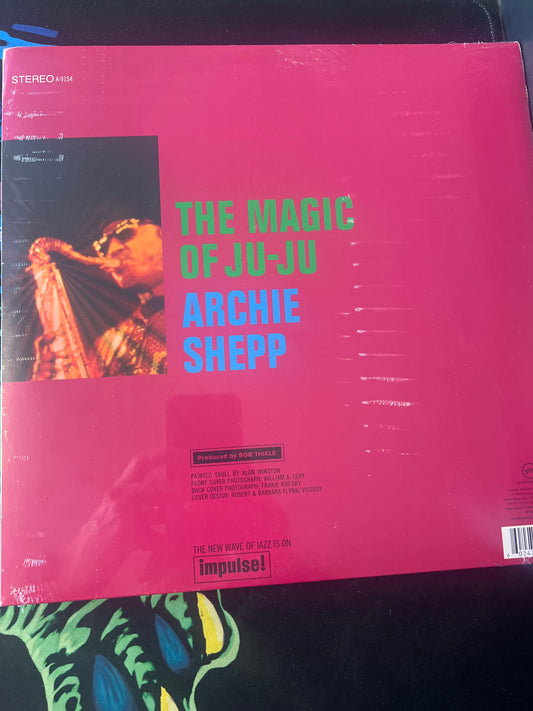 STEREO A-9154
THE MAGIC
OF JU-JU
ARCHIE
SHEPP
Produced by BOB THIELE
PAINTED SKULL BY ALAN WINSTON
FRONT COVER PHOTOGRAPH: WILLIAM A. LEVY
BACK COVER PHOTOGRAPH: FRANK KOFSKY
COVER DESIGN: ROBERT & BARBARA FLYNN/VICEROY
THE NEW WAVE OF JAZZ IS ON
impulse!